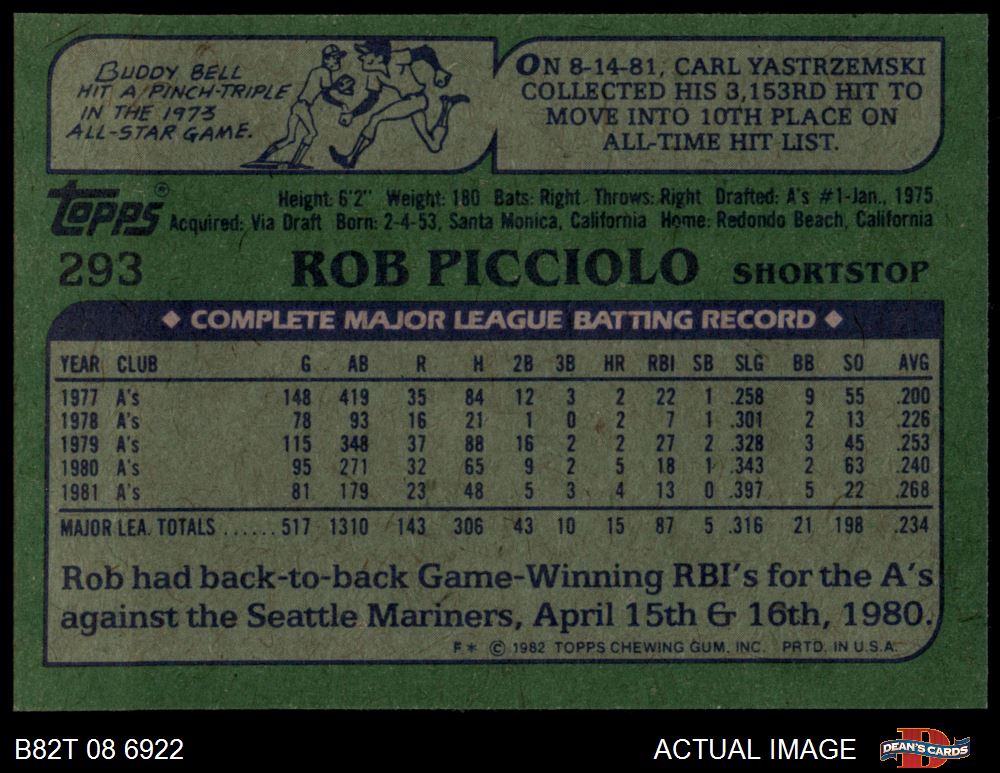 BUDDY BELL
HIT A PINCH-TRIPLE
IN THE 1973
ALL-STAR GAME.
ON 8-14-81, CARL YASTRZEMSKI
COLLECTED HIS 3,153RD HIT TO
MOVE INTO 10TH PLACE ON
ALL-TIME HIT LIST.
Topps®
Height: 6'2" Weight: 180 Bats: Right Throws: Right Drafted: A's #1-Jan., 1975
Acquired: Via Draft Born: 2-4-53, Santa Monica, California Home: Redondo Beach, California
293 ROB PICCIOLO SHORTSTOP
◆ COMPLETE MAJOR LEAGUE BATTING RECORD ◆
YEAR CLUB G AB R H 2B 3B HR RBI SB SLG BB SO AVG
1977 A's 148 419 35 84 12 3 2 22 1 .258 9 55 .200
1978 A's 78 93 16 21 1 0 2 7 1 .301 2 13 .226
1979 A's 115 348 37 88 16 2 2 27 2 .328 3 45 .253
1980 A's 95 271 32 65 9 2 5 18 1 .343 2 63 .240
1981 A's 81 179 23 48 5 3 4 13 0 .397 5 22 .268
MAJOR LEA. TOTALS ...... 517 1310 143 306 43 10 15 87 5 .316 21 198 .234
Rob had back-to-back Game-Winning RBI's for the A's
against the Seattle Mariners, April 15th & 16th, 1980.
F* © 1982 TOPPS CHEWING GUM, INC. PRTD. IN U.S.A.
B82T 08 6922 ACTUAL IMAGE DEAN'S CARDS